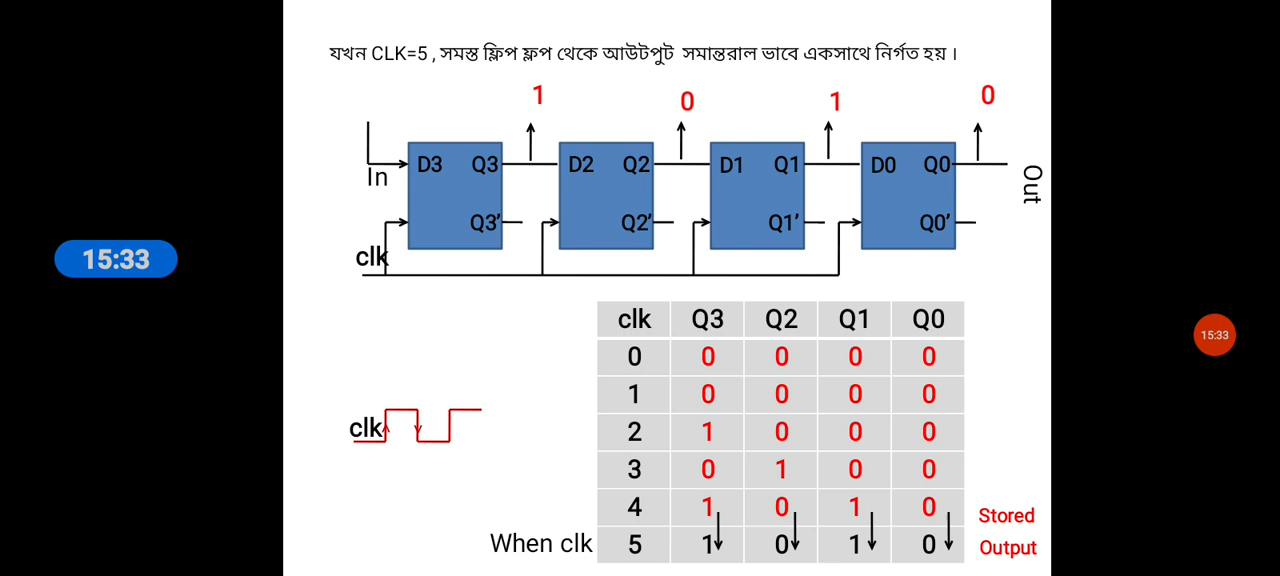 যখন CLK=5 , সমস্ত ফ্লিপ ফ্লপ থেকে আউটপুট সমান্তরাল ভাবে একসাথে নির্গত হয় ।
1 0 1 0
D3 Q3 D2 Q2 D1 Q1 D0 Q0
In
Out
Q3’ Q2’ Q1’ Q0’
clk
15:33
clk Q3 Q2 Q1 Q0
15:33
0 0 0 0 0
1 0 0 0 0
clk
2 1 0 0 0
3 0 1 0 0
4 1 0 1 0
Stored
When clk 5 1 0 1 0
Output